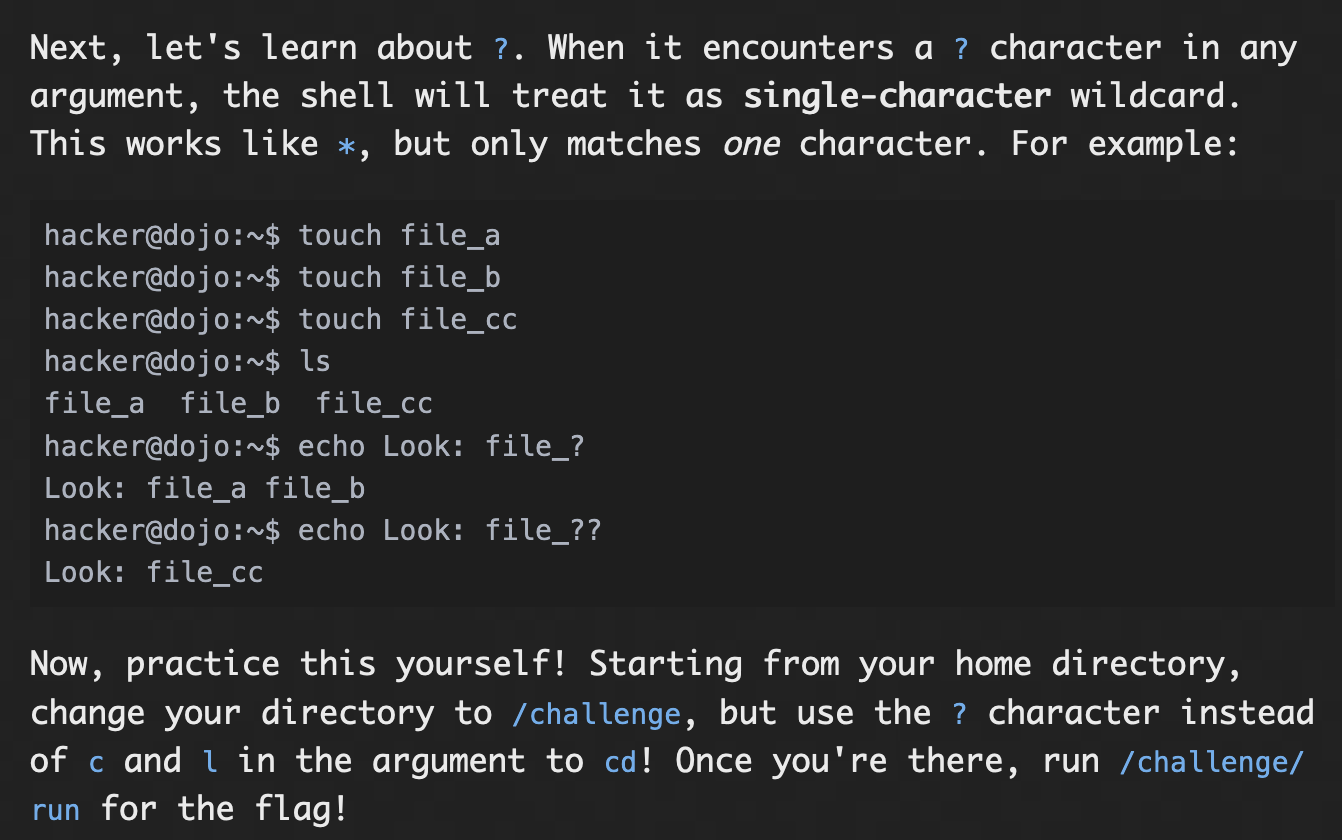 Next, let's learn about ?. When it encounters a ? character in any
argument, the shell will treat it as single-character wildcard.
This works like *, but only matches one character. For example:
hacker@dojo:~$ touch file_a
hacker@dojo:~$ touch file_b
hacker@dojo:~$ touch file_cc
hacker@dojo:~$ ls
file_a  file_b  file_cc
hacker@dojo:~$ echo Look: file_?
Look: file_a file_b
hacker@dojo:~$ echo Look: file_??
Look: file_cc
Now, practice this yourself! Starting from your home directory,
change your directory to /challenge, but use the ? character instead
of c and l in the argument to cd! Once you're there, run /challenge/
run for the flag!